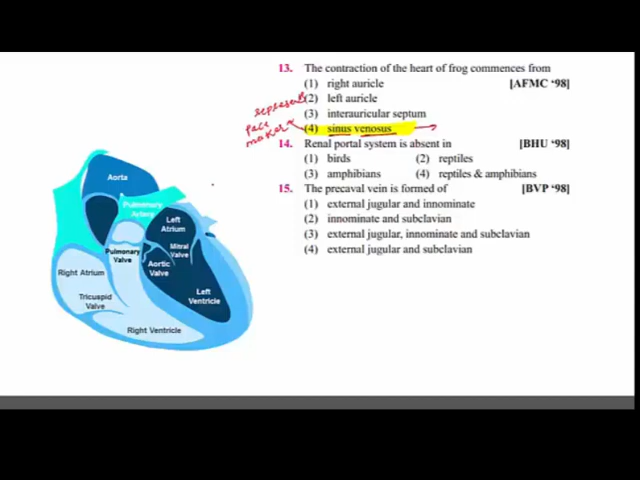 13. The contraction of the heart of frog commences from
(1) right auricle [AFMC ‘98]
(2) left auricle
(3) interauricular septum
(4) sinus venosus
represent
pace
maker
14. Renal portal system is absent in [BHU ‘98]
(1) birds (2) reptiles
(3) amphibians (4) reptiles & amphibians
15. The precaval vein is formed of [BVP ‘98]
(1) external jugular and innominate
(2) innominate and subclavian
(3) external jugular, innominate and subclavian
(4) external jugular and subclavian
Aorta
Pulmonary
Artery
Left
Atrium
Pulmonary
Valve
Mitral
Valve
Aortic
Valve
Right Atrium
Tricuspid
Valve
Left
Ventricle
Right Ventricle